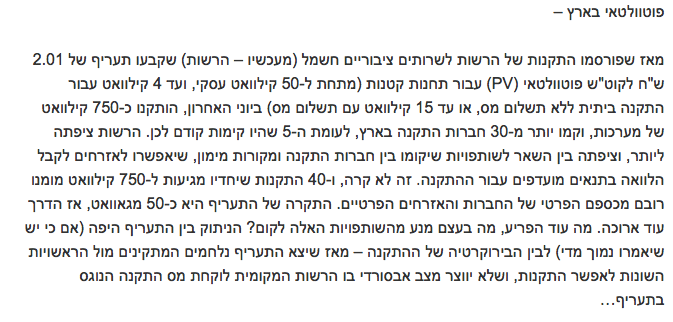 פוטוולטאי בארץ –
מאז שפורסמו התקנות של הרשות לשרותים ציבוריים חשמל (מעכשיו – הרשות) שקבעו תעריף של 2.01
ש"ח לקוט"ש פוטוולטאי (PV) עבור תחנות קטנות (מתחת ל-50 קילוואט עסקי, ועד 4 קילוואט עבור
התקנה ביתית ללא תשלום מס, או עד 15 קילוואט עם תשלום מס) ביוני האחרון, הותקנו כ-750 קילוואט
של מערכות, וקמו יותר מ-30 חברות התקנה בארץ, לעומת ה-5 שהיו קימות קודם לכן. הרשות ציפתה
ליותר, וציפתה בין השאר לשותפויות שיקומו בין חברות התקנה ומקורות מימון, שיאפשרו לאזרחים לקבל
הלוואה בתנאים מועדפים עבור ההתקנה. זה לא קרה, ו-40 התקנות שיחדיו מגיעות ל-750 קילוואט מומנו
רובם מכספם הפרטי של החברות והאזרחים הפרטיים. התקרה של התעריף היא כ-50 מגאוואט, אז הדרך
עוד ארוכה. מה עוד הפריע, מה בעצם מנע מהשותפויות האלה לקום? הניתוק בין התעריף היפה (אם כי יש
שיאמרו נמוך מדי) לבין הבירוקרטיה של ההתקנה – מאז שיצא התעריף נלחמים המתקינים מול הראשויות
השונות לאפשר התקנות, ושלא יווצר מצב אבסורדי בו הרשות המקומית לוקחת מס התקנה הנוגס
בתעריף...